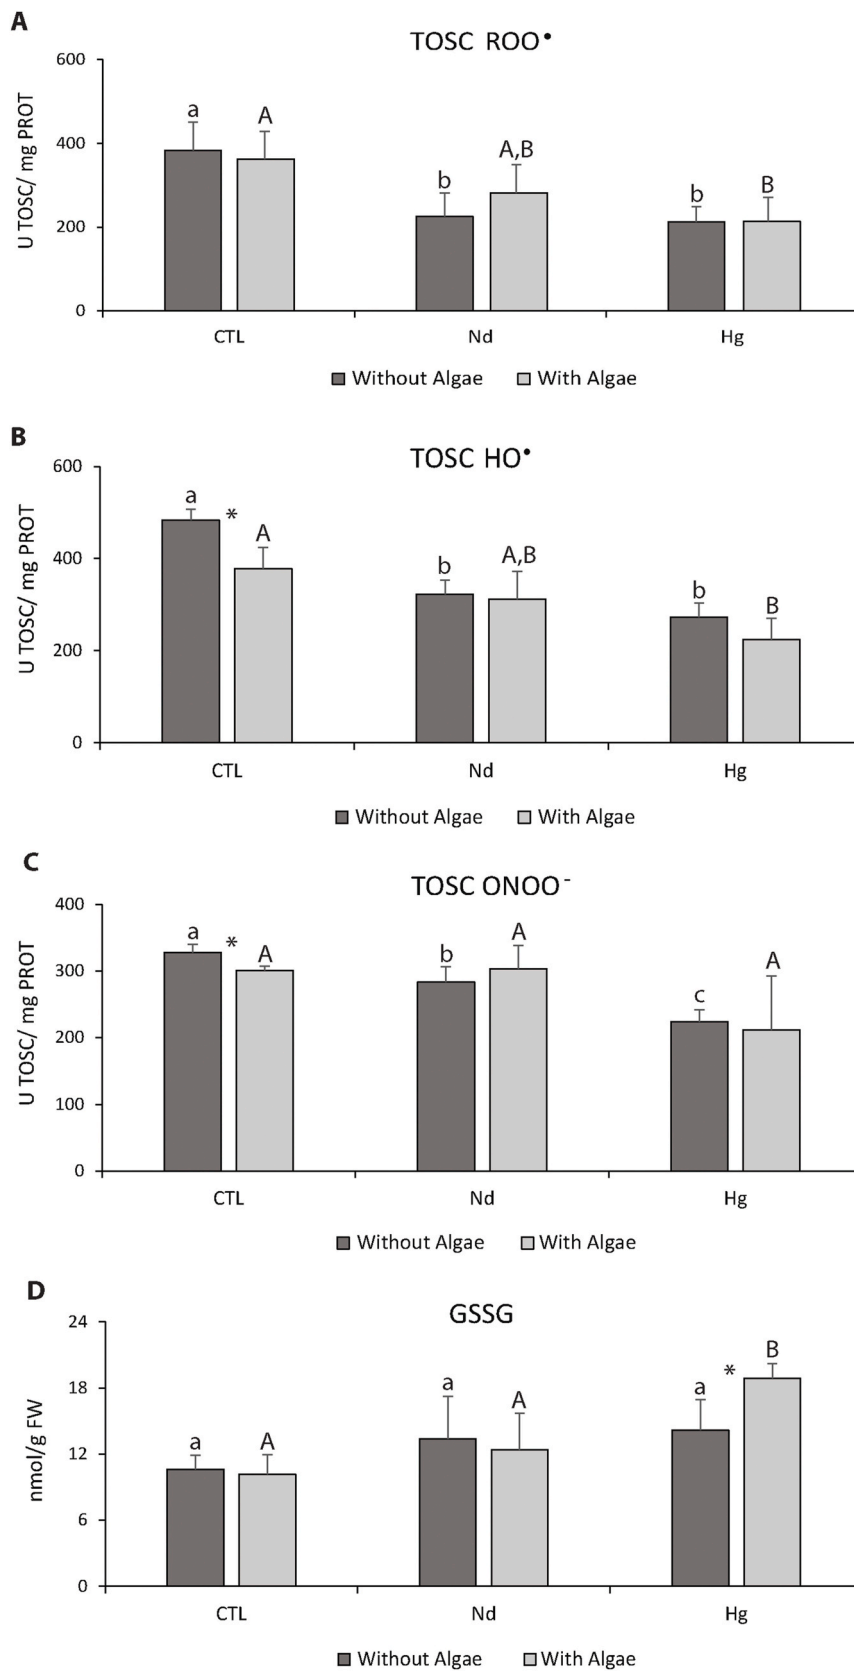 A
TOSC ROO•
U TOSC/ mg PROT
600
400
200
0
a
A
b
A,B
b
B
CTL
Nd
Hg
Without Algae
With Algae
B
TOSC HO•
U TOSC/ mg PROT
600
400
200
0
a
*
A
b
A,B
b
B
CTL
Nd
Hg
Without Algae
With Algae
C
TOSC ONOO⁻
U TOSC/ mg PROT
400
300
200
100
0
a
*
A
b
A
c
A
CTL
Nd
Hg
Without Algae
With Algae
D
GSSG
nmol/g FW
24
18
12
6
0
a
A
a
A
a
*
B
CTL
Nd
Hg
Without Algae
With Algae